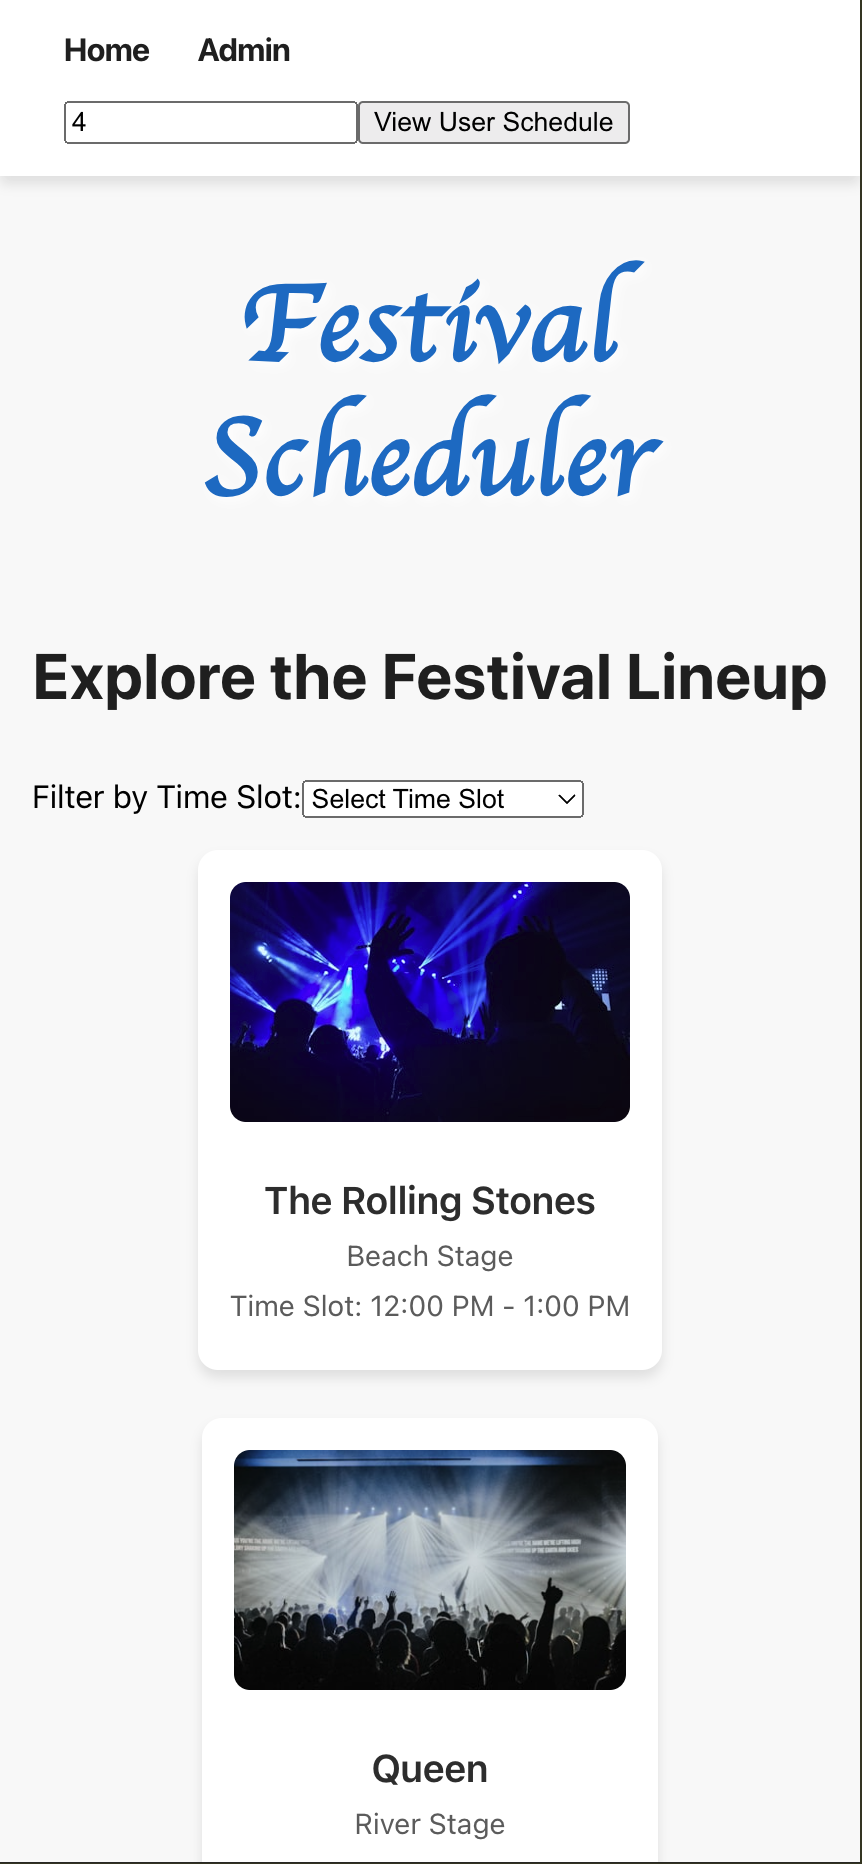 Home Admin
4 View User Schedule
Festival
Scheduler
Explore the Festival Lineup
Filter by Time Slot: Select Time Slot
The Rolling Stones
Beach Stage
Time Slot: 12:00 PM - 1:00 PM
Queen
River Stage